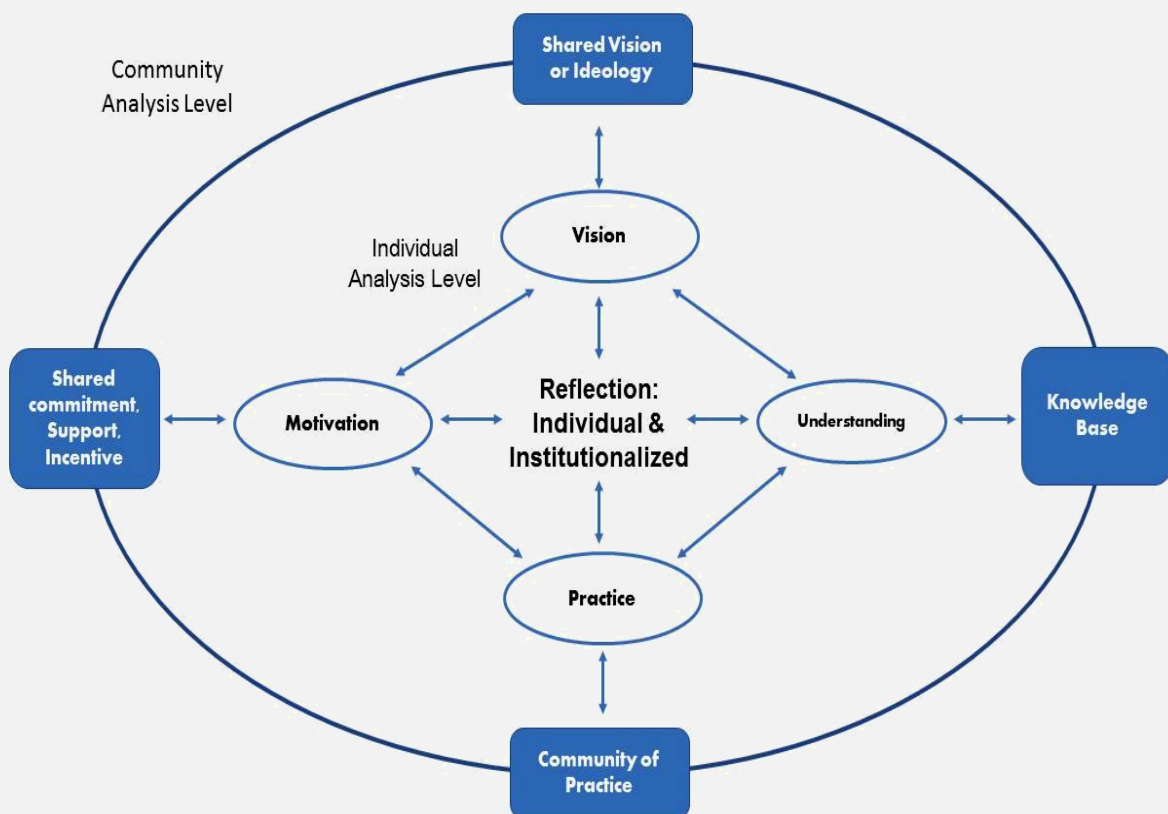 Shared Vision
or Ideology
Community
Analysis Level
Vision
Individual
Analysis Level
Shared
commitment,
Support,
Incentive
Motivation
Reflection:
Individual &
Institutionalized
Understanding
Knowledge
Base
Practice
Community of
Practice